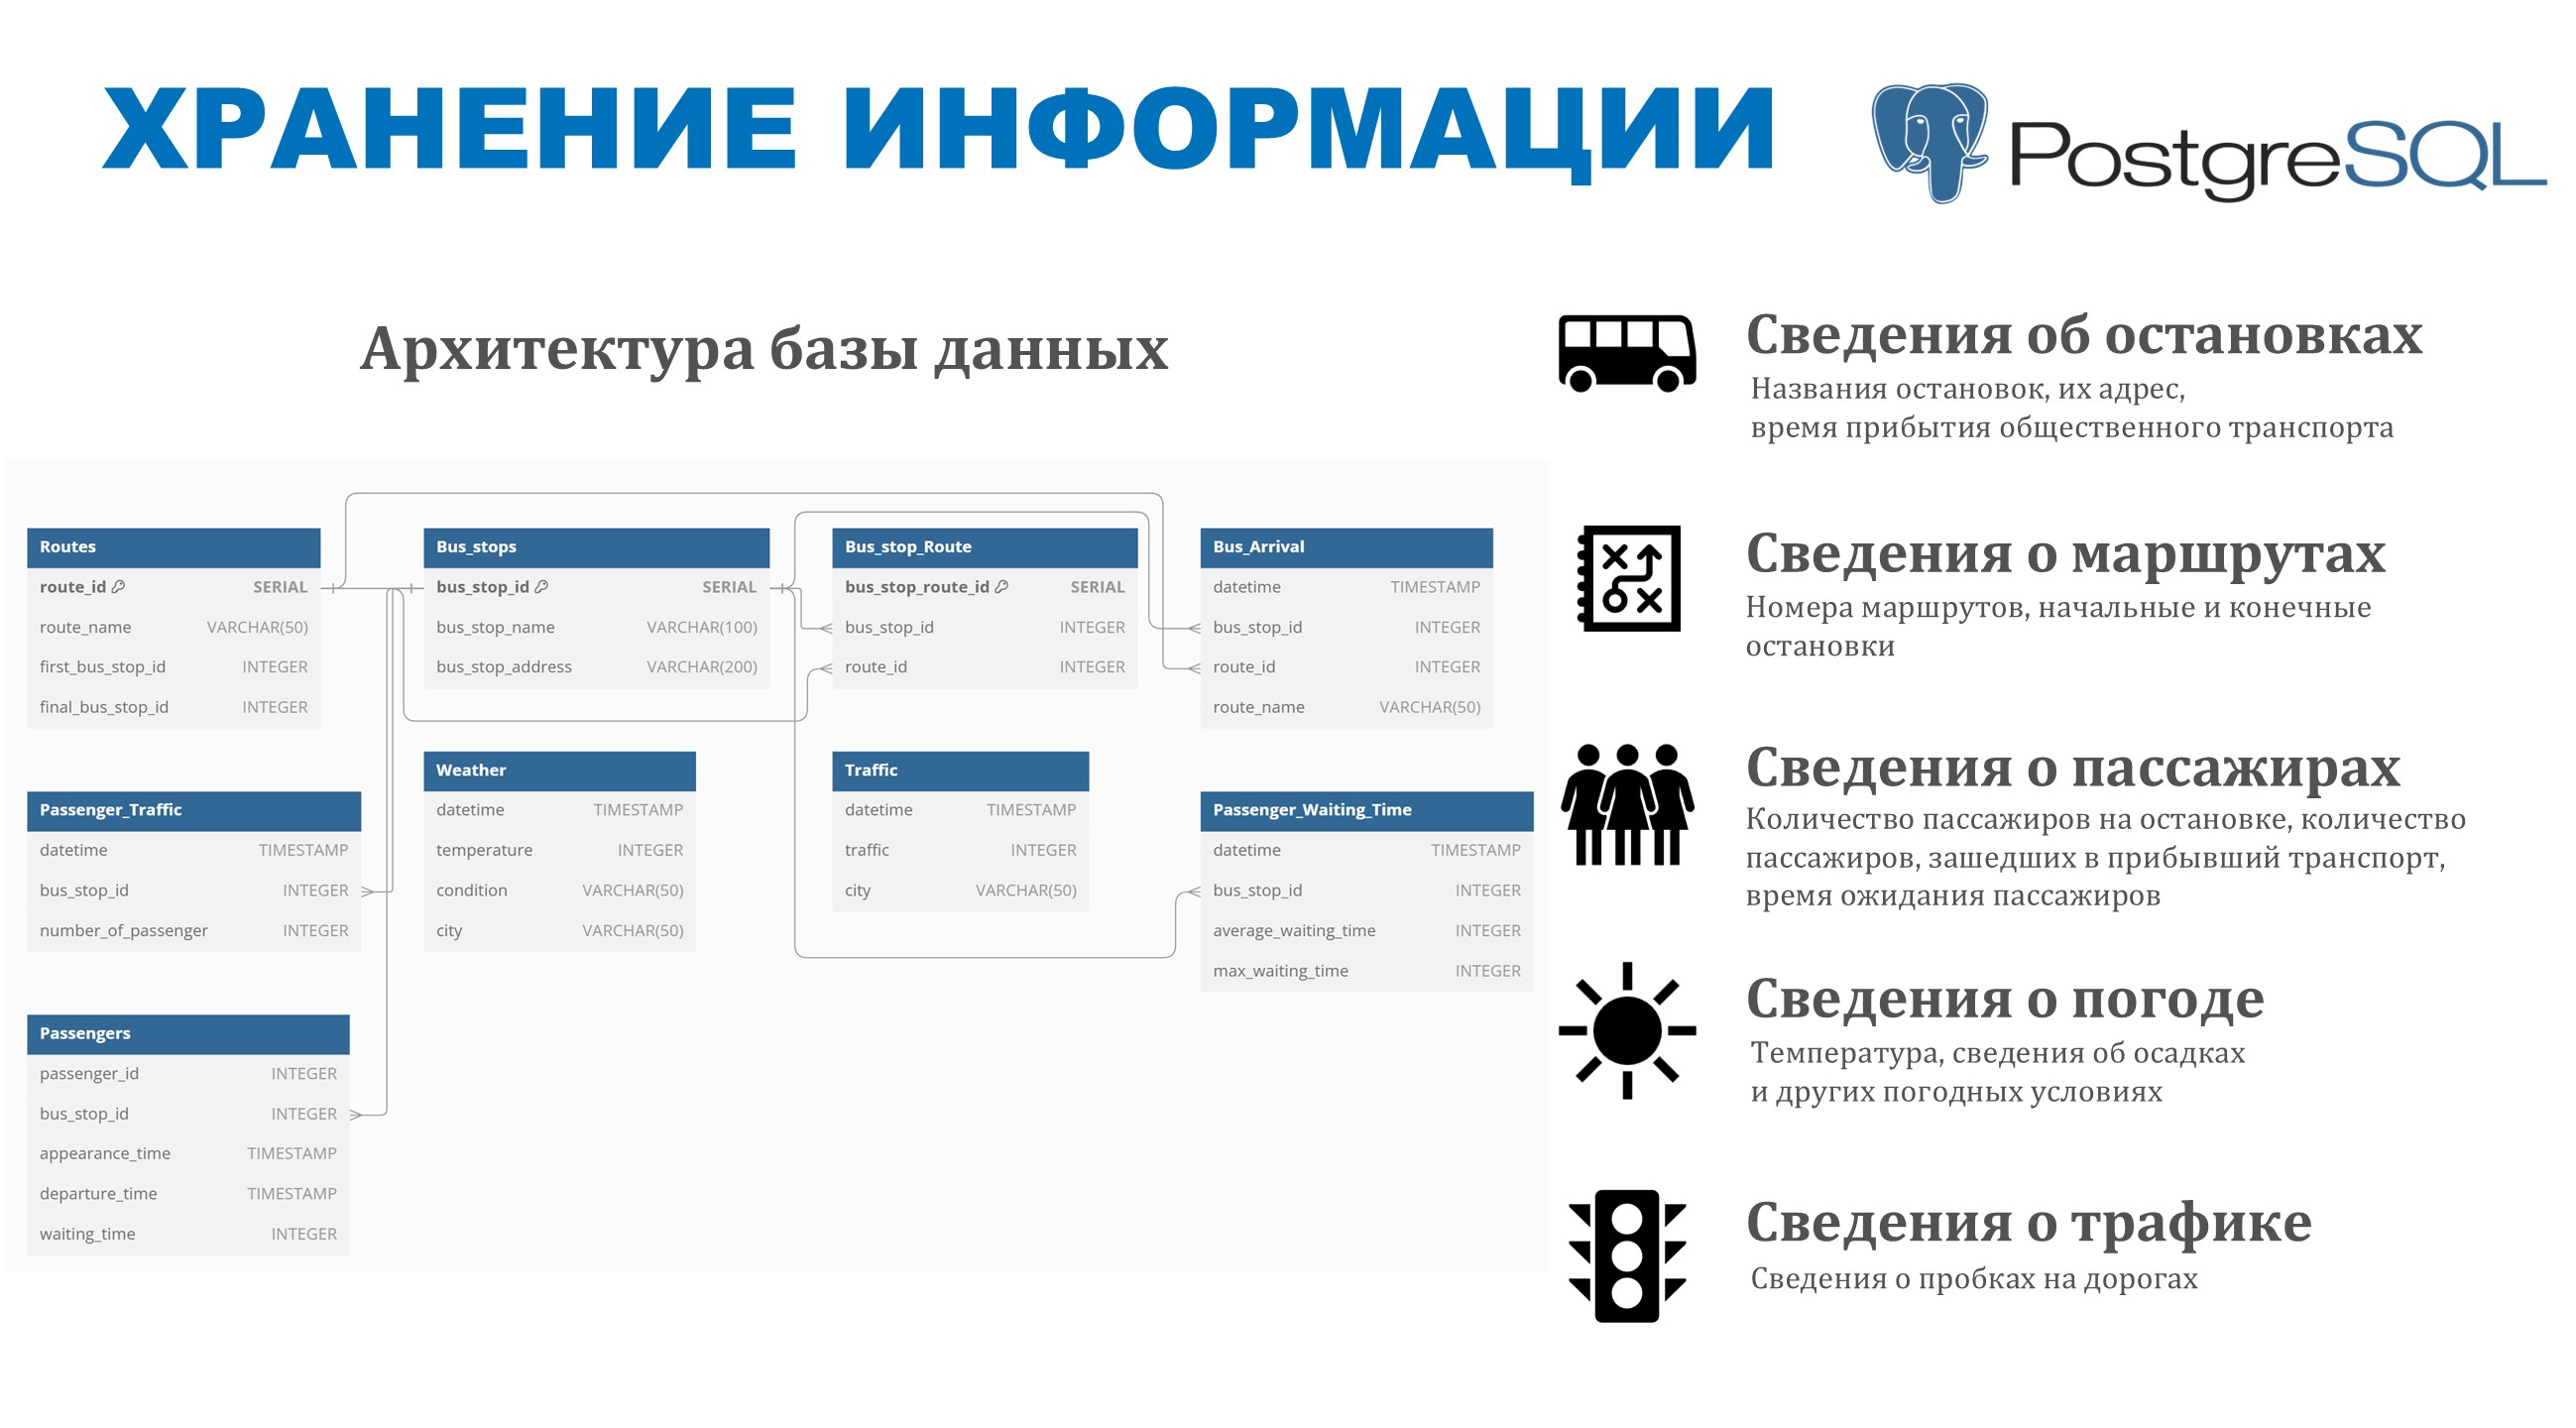 ХРАНЕНИЕ ИНФОРМАЦИИ
PostgreSQL
Архитектура базы данных
Routes
route_id SERIAL
route_name VARCHAR(50)
first_bus_stop_id INTEGER
final_bus_stop_id INTEGER
Bus_stops
bus_stop_id SERIAL
bus_stop_name VARCHAR(100)
bus_stop_address VARCHAR(200)
Bus_stop_Route
bus_stop_route_id SERIAL
bus_stop_id INTEGER
route_id INTEGER
Bus_Arrival
datetime TIMESTAMP
bus_stop_id INTEGER
route_id INTEGER
route_name VARCHAR(50)
Passenger_Traffic
datetime TIMESTAMP
bus_stop_id INTEGER
number_of_passenger INTEGER
Weather
datetime TIMESTAMP
temperature INTEGER
condition VARCHAR(50)
city VARCHAR(50)
Traffic
datetime TIMESTAMP
traffic INTEGER
city VARCHAR(50)
Passenger_Waiting_Time
datetime TIMESTAMP
bus_stop_id INTEGER
average_waiting_time INTEGER
max_waiting_time INTEGER
Passengers
passenger_id INTEGER
bus_stop_id INTEGER
appearance_time TIMESTAMP
departure_time TIMESTAMP
waiting_time INTEGER
Сведения об остановках
Названия остановок, их адрес,
время прибытия общественного транспорта
Сведения о маршрутах
Номера маршрутов, начальные и конечные
остановки
Сведения о пассажирах
Количество пассажиров на остановке, количество
пассажиров, зашедших в прибывший транспорт,
время ожидания пассажиров
Сведения о погоде
Температура, сведения об осадках
и других погодных условиях
Сведения о трафике
Сведения о пробках на дорогах